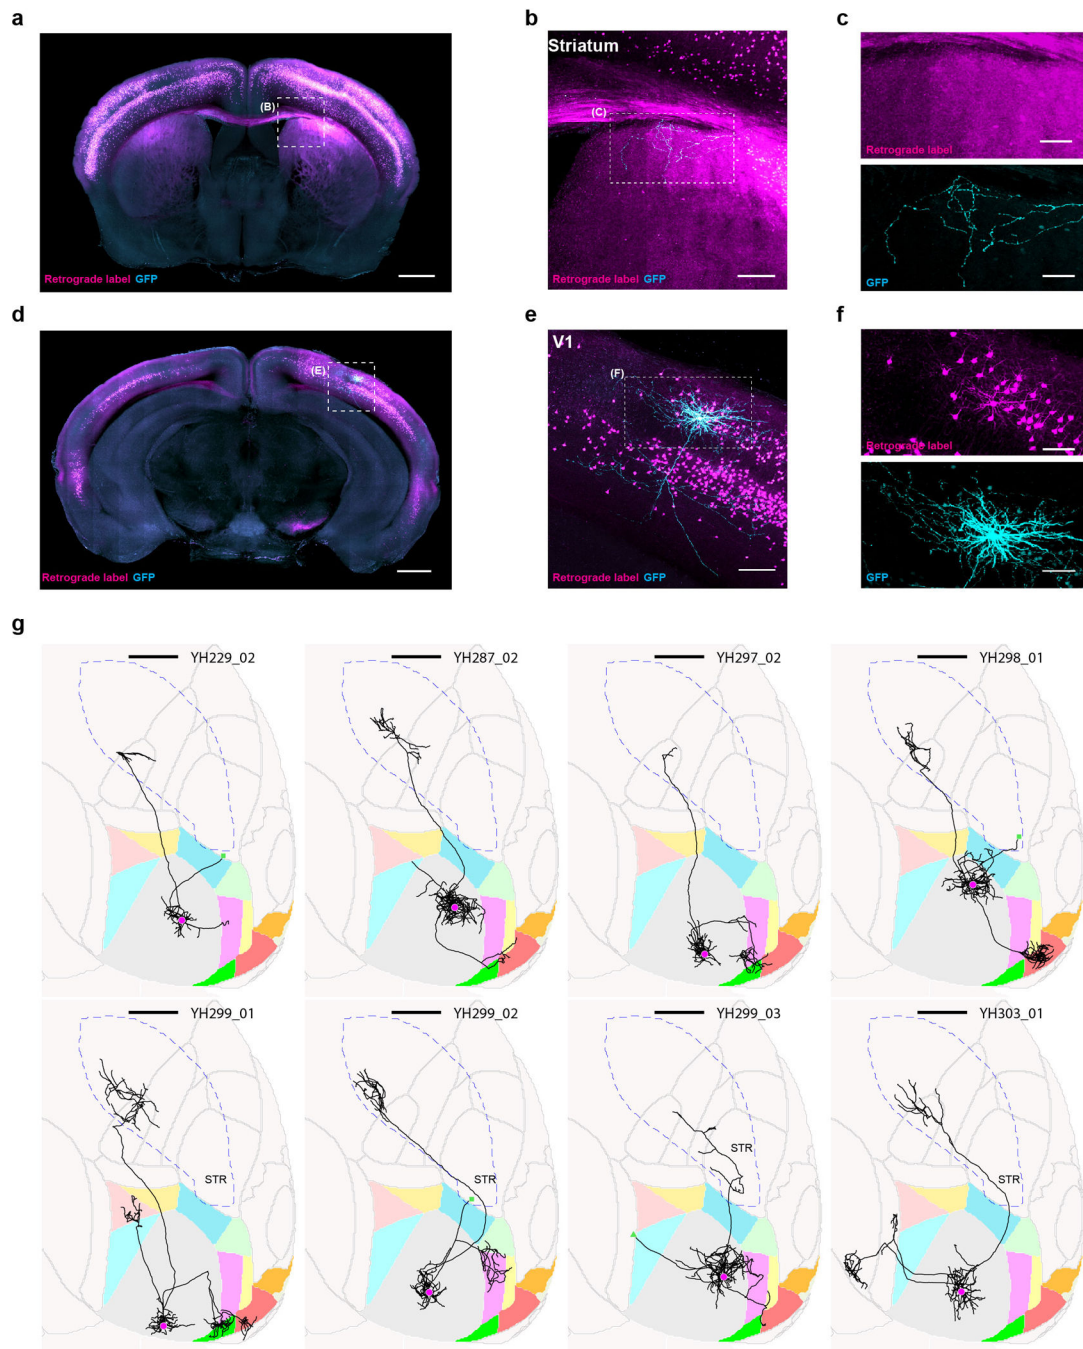 a
b
c
Striatum
(B)
(C)
Retrograde label
Retrograde label GFP
Retrograde label GFP
GFP
d
e
f
V1
(E)
(F)
Retrograde label
Retrograde label GFP
Retrograde label GFP
GFP
g
YH229_02
YH287_02
YH297_02
YH298_01
YH299_01
YH299_02
YH299_03
YH303_01
STR
STR
STR
STR